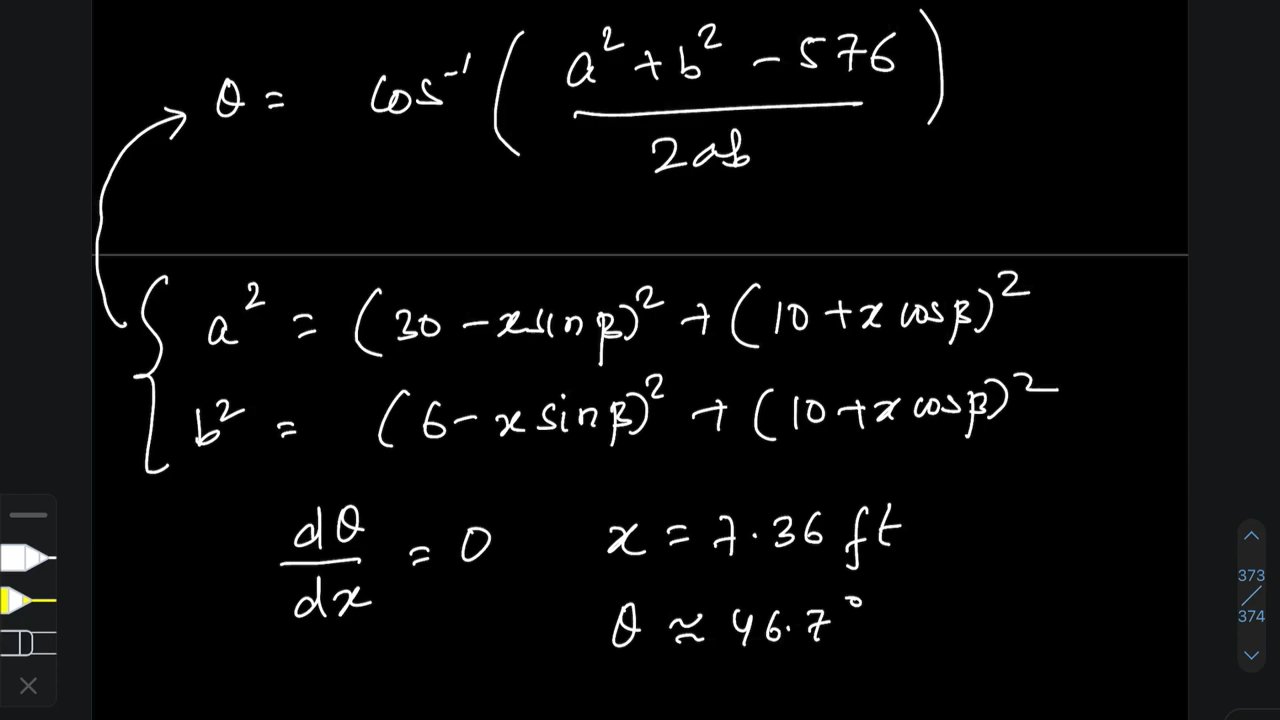 θ = cos⁻¹ ( (a² + b² − 576) / 2ab )
a² = (30 − x sin β)² + (10 + x cos β)²
b² = (6 − x sin β)² + (10 + x cos β)²
dθ/dx = 0 x = 7.36 ft
θ ≈ 46.7°
373
374